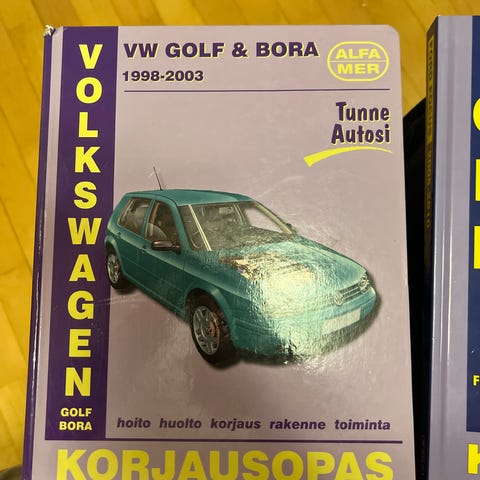 VOLKSWAGEN
GOLF
BORA
VW GOLF & BORA
1998-2003
ALFA
MER
Tunne
Autosi
hoito huolto korjaus rakenne toiminta
KORJAUSOPAS